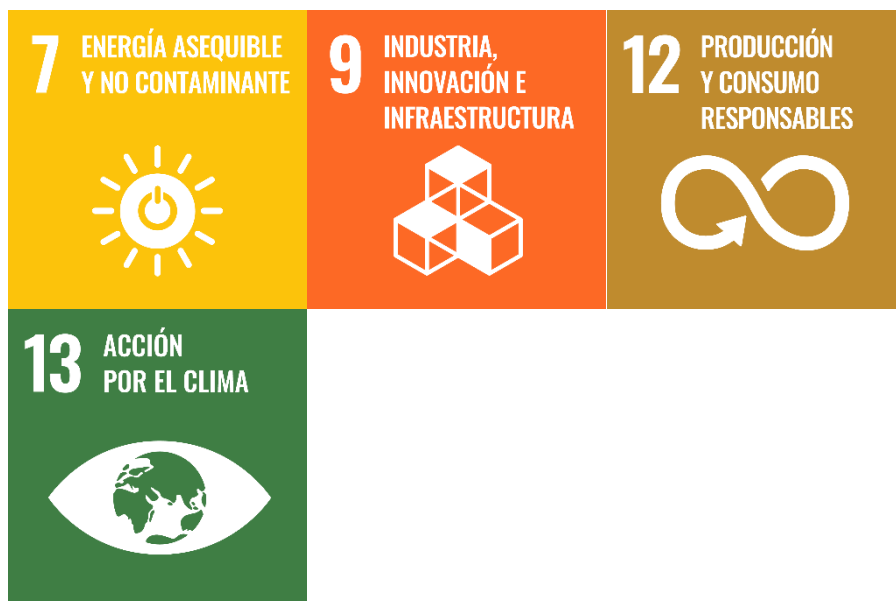 7 ENERGÍA ASEQUIBLE
Y NO CONTAMINANTE
9 INDUSTRIA,
INNOVACIÓN E
INFRAESTRUCTURA
12 PRODUCCIÓN
Y CONSUMO
RESPONSABLES
13 ACCIÓN
POR EL CLIMA